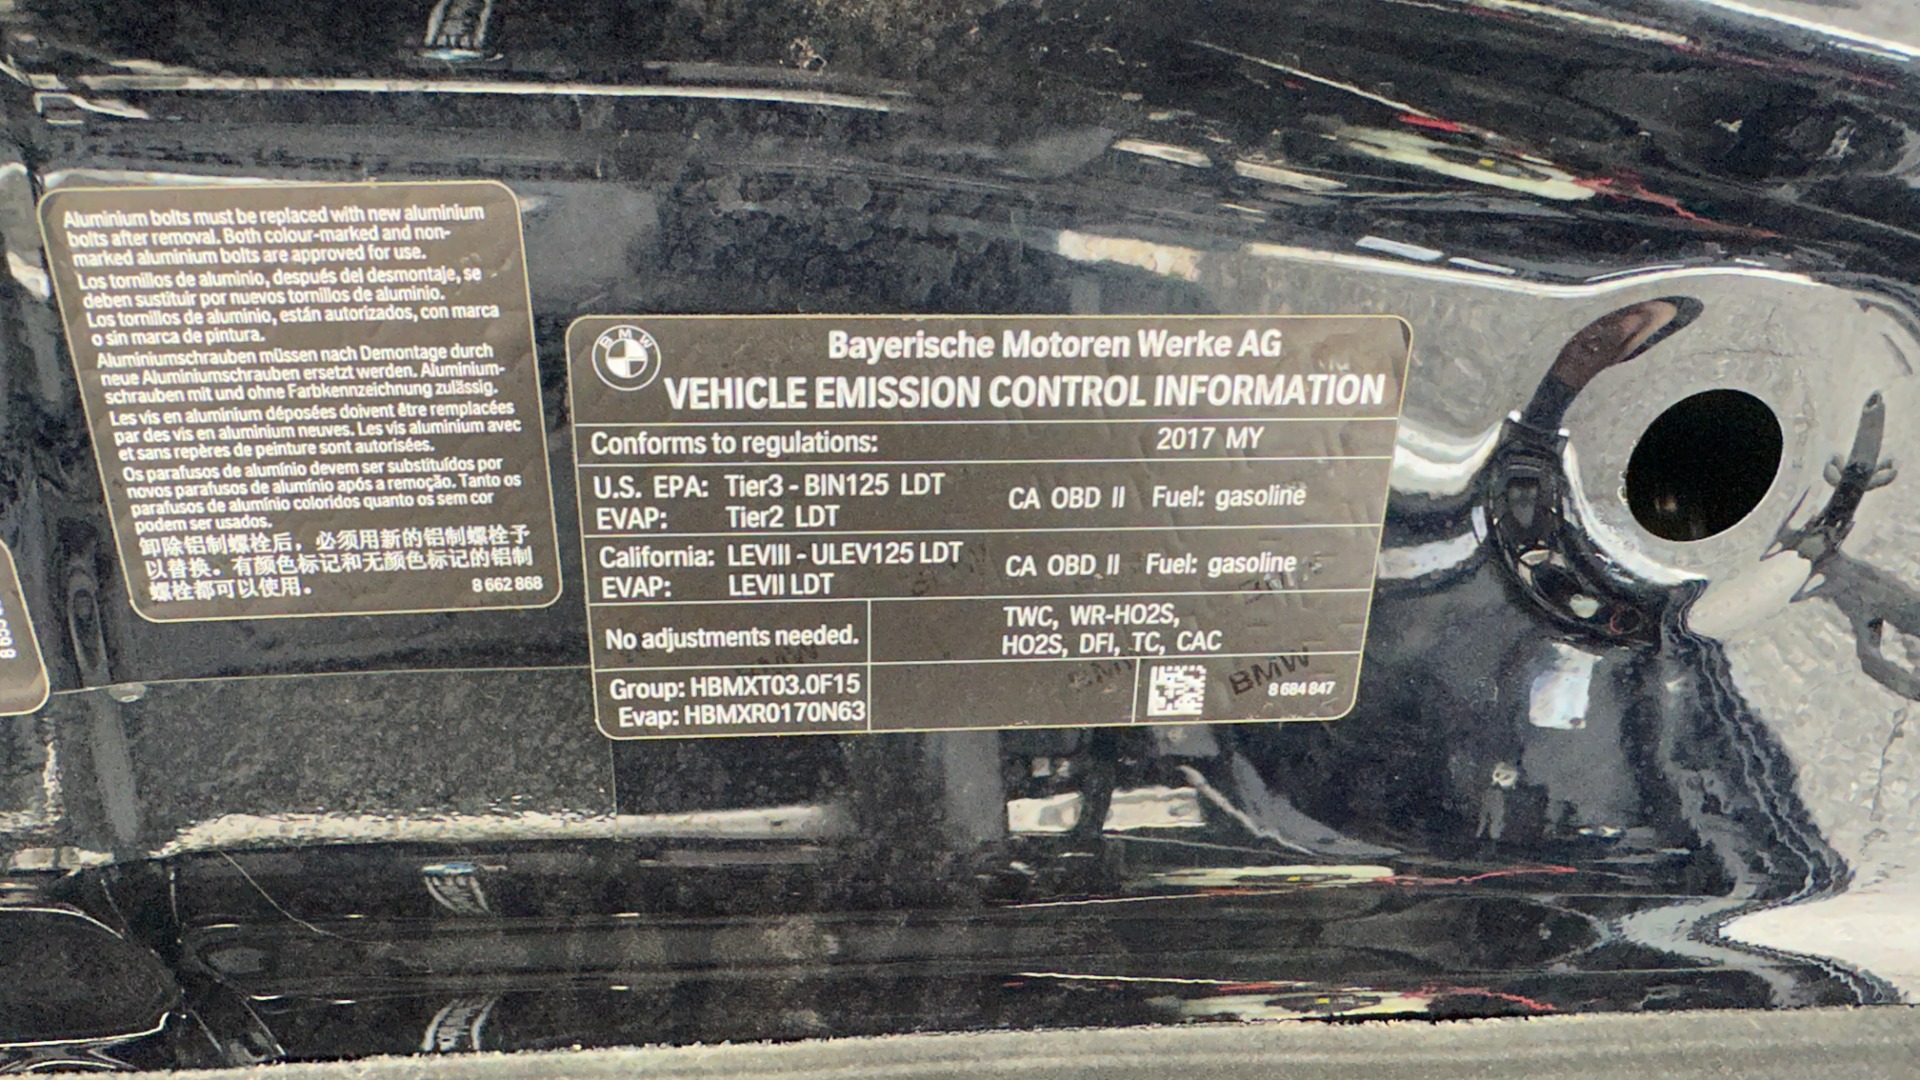 Aluminium bolts must be replaced with new aluminium
bolts after removal. Both colour-marked and non-
marked aluminium bolts are approved for use.
Los tornillos de aluminio, después del desmontaje, se
deben sustituir por nuevos tornillos de aluminio.
Los tornillos de aluminio, están autorizados, con marca
o sin marca de pintura.
Aluminiumschrauben müssen nach Demontage durch
neue Aluminiumschrauben ersetzt werden. Aluminium-
schrauben mit und ohne Farbkennzeichnung zulässig.
Les vis en aluminium déposées doivent être remplacées
par des vis en aluminium neuves. Les vis aluminium avec
et sans repères de peinture sont autorisées.
Os parafusos de alumínio devem ser substituídos por
novos parafusos de alumínio após a remoção. Tanto os
parafusos de alumínio coloridos quanto os sem cor
podem ser usados.
卸除铝制螺栓后，必须用新的铝制螺栓予
以替换。有颜色标记和无颜色标记的铝制
螺栓都可以使用。
8 662 868
BMW
Bayerische Motoren Werke AG
VEHICLE EMISSION CONTROL INFORMATION
Conforms to regulations: 2017 MY
U.S. EPA: Tier3 - BIN125 LDT CA OBD II Fuel: gasoline
EVAP: Tier2 LDT
California: LEVIII - ULEV125 LDT CA OBD II Fuel: gasoline
EVAP: LEVII LDT
No adjustments needed.
TWC, WR-HO2S,
HO2S, DFI, TC, CAC
Group: HBMXT03.0F15
Evap: HBMXR0170N63
BMW
8 684 847